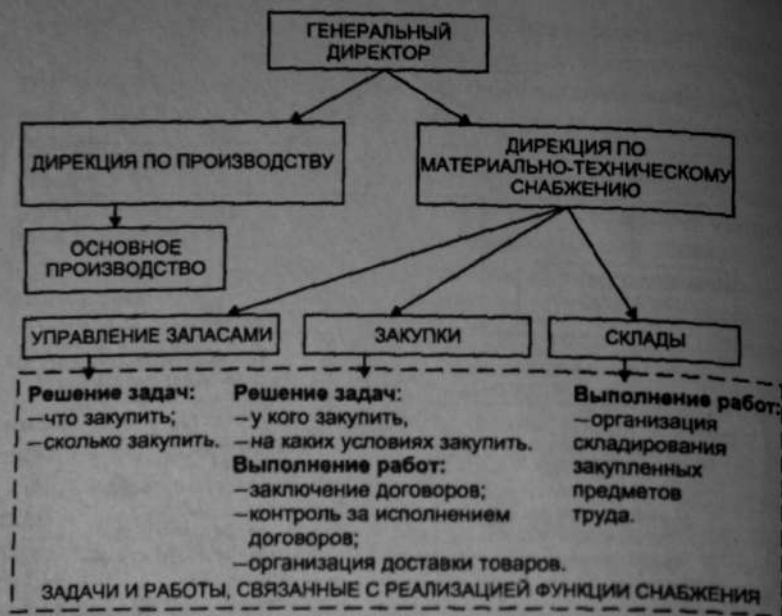 ГЕНЕРАЛЬНЫЙ
ДИРЕКТОР
ДИРЕКЦИЯ ПО ПРОИЗВОДСТВУ
ДИРЕКЦИЯ ПО
МАТЕРИАЛЬНО-ТЕХНИЧЕСКОМУ
СНАБЖЕНИЮ
ОСНОВНОЕ
ПРОИЗВОДСТВО
УПРАВЛЕНИЕ ЗАПАСАМИ
ЗАКУПКИ
СКЛАДЫ
Решение задач:
—что закупить;
—сколько закупить.
Решение задач:
—у кого закупить,
—на каких условиях закупить.
Выполнение работ:
—заключение договоров;
—контроль за исполнением
договоров;
—организация доставки товаров.
Выполнение работ:
—организация
складирования
закупленных
предметов
труда.
ЗАДАЧИ И РАБОТЫ, СВЯЗАННЫЕ С РЕАЛИЗАЦИЕЙ ФУНКЦИИ СНАБЖЕНИЯ